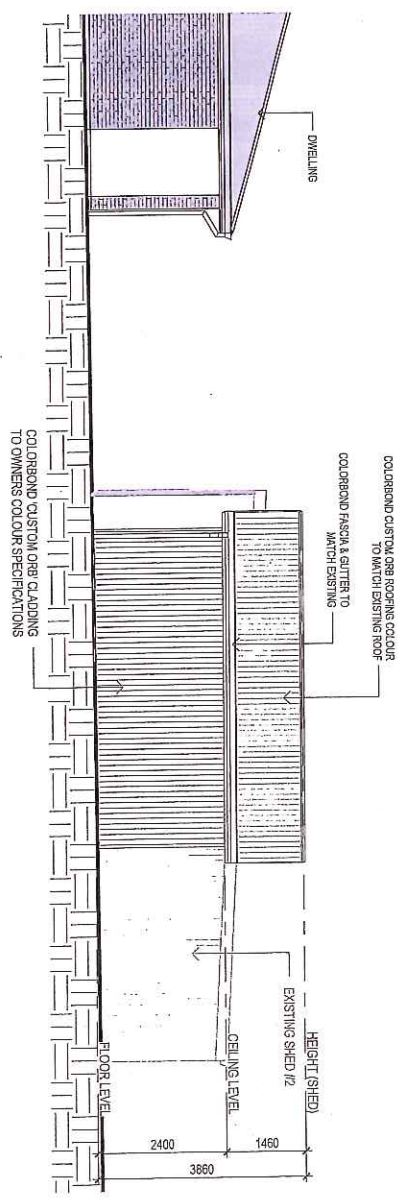 DWELLING
COLORBOND CUSTOM ORB ROOFING COLOUR
TO MATCH EXISTING ROOF
COLORBOND FASCIA & GUTTER TO
MATCH EXISTING
COLORBOND 'CUSTOM ORB' CLADDING
TO OWNERS COLOUR SPECIFICATIONS
EXISTING SHED #2
HEIGHT (SHED)
CEILING LEVEL
FLOOR LEVEL
1460
2400
3860